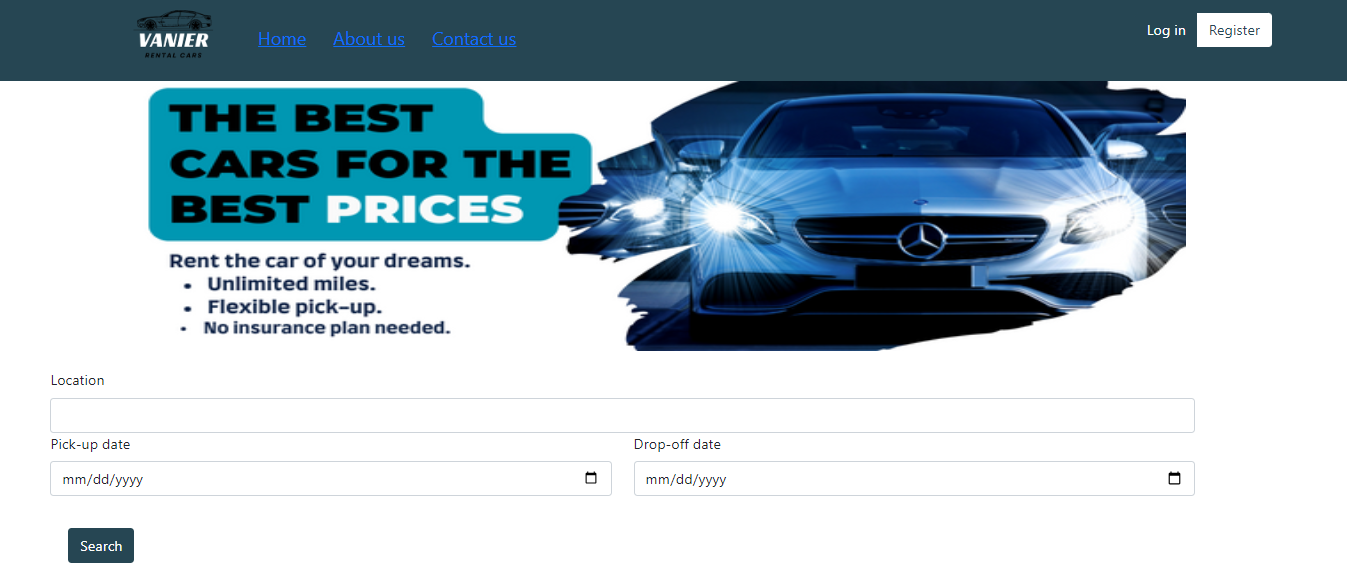 VANIER
RENTAL CARS
Home
About us
Contact us
Log in
Register
THE BEST
CARS FOR THE
BEST PRICES
Rent the car of your dreams.
• Unlimited miles.
• Flexible pick-up.
• No insurance plan needed.
Location
Pick-up date
Drop-off date
mm/dd/yyyy
mm/dd/yyyy
Search